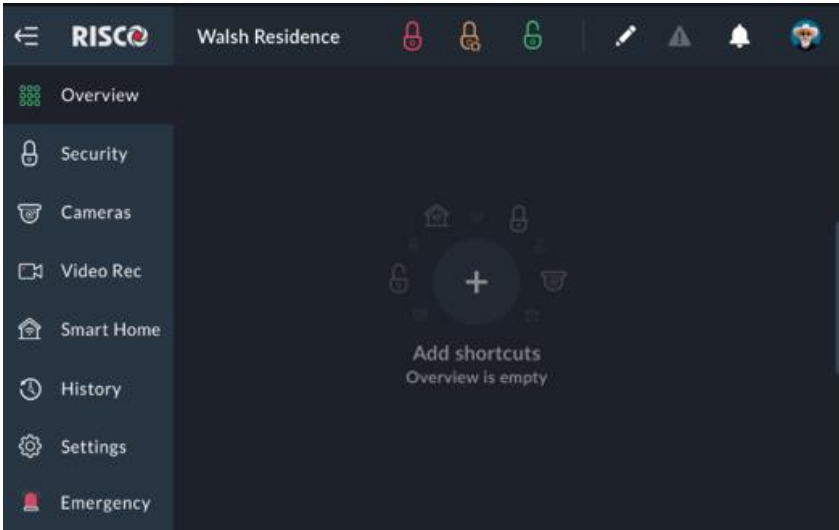 RISCO
Walsh Residence
Overview
Security
Cameras
Video Rec
Smart Home
History
Settings
Emergency
Add shortcuts
Overview is empty